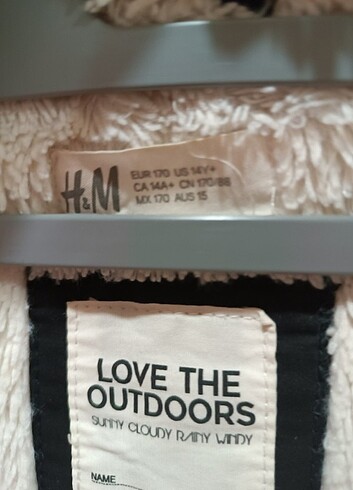 H&M
EUR 170 US 14Y+
CA 14A+ CN 170/88
MX 170 AUS 15
LOVE THE
OUTDOORS
SUNNY CLOUDY RAINY WINDY
NAME